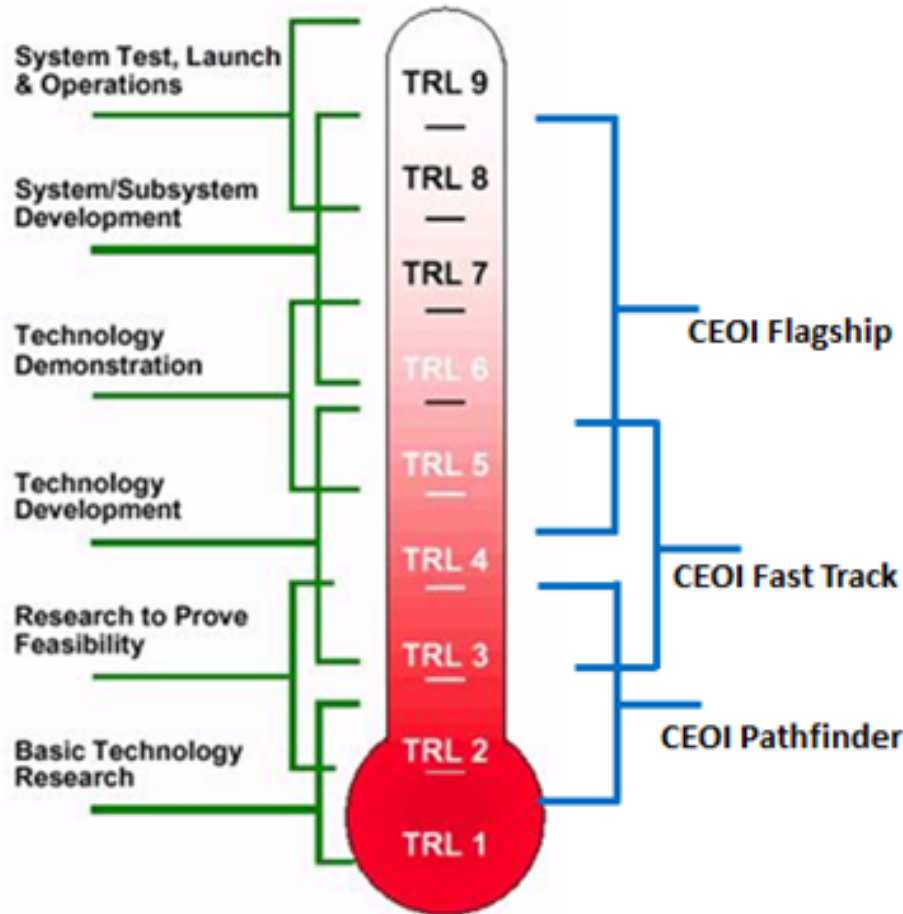 System Test, Launch
& Operations
System/Subsystem
Development
Technology
Demonstration
Technology
Development
Research to Prove
Feasibility
Basic Technology
Research
TRL 9
TRL 8
TRL 7
TRL 6
TRL 5
TRL 4
TRL 3
TRL 2
TRL 1
CEOI Flagship
CEOI Fast Track
CEOI Pathfinder